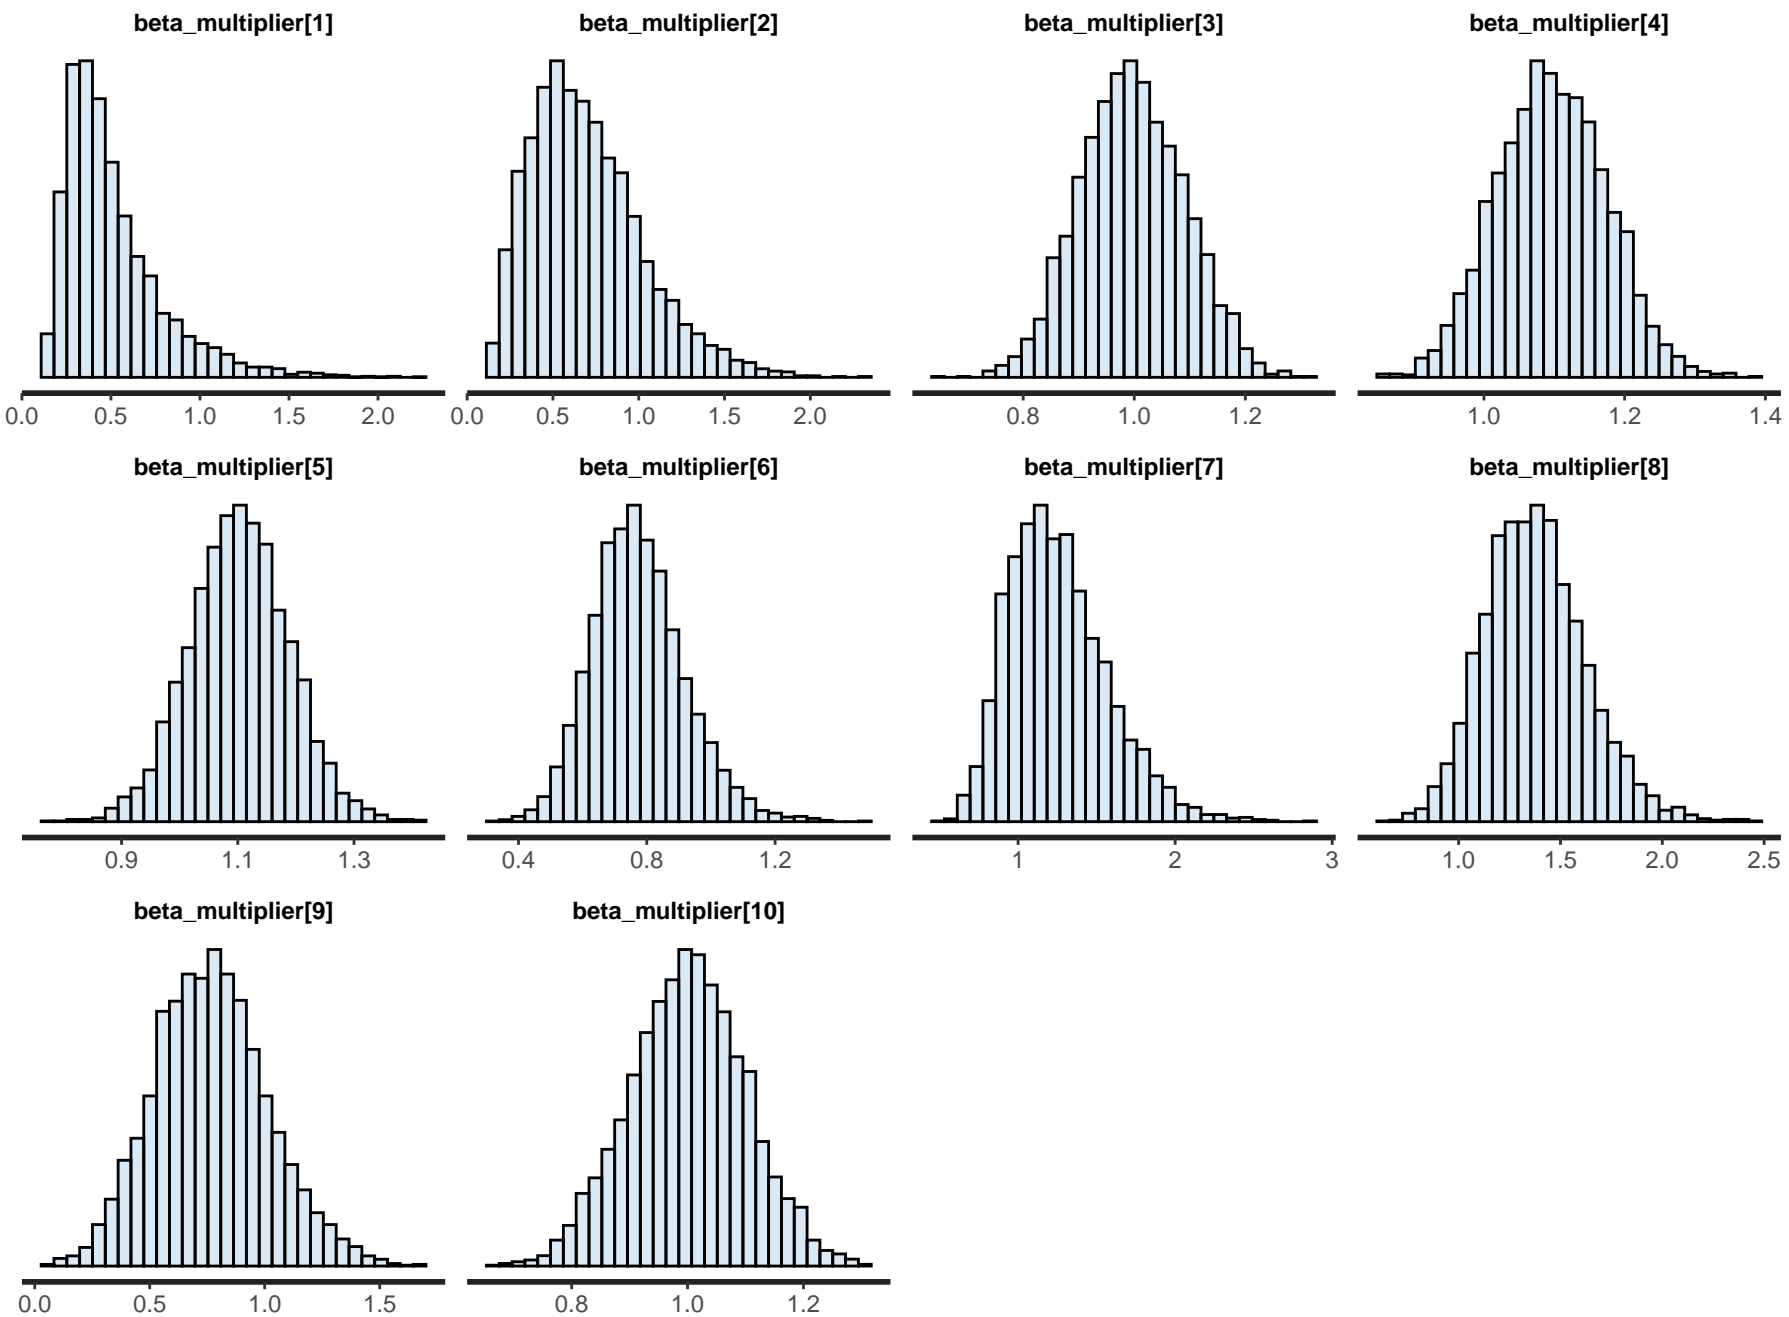 beta_multiplier[1] beta_multiplier[2] beta_multiplier[3] beta_multiplier[4]
0.0 0.5 1.0 1.5 2.0 0.0 0.5 1.0 1.5 2.0 0.8 1.0 1.2 1.0 1.2 1.4
beta_multiplier[5] beta_multiplier[6] beta_multiplier[7] beta_multiplier[8]
0.9 1.1 1.3 0.4 0.8 1.2 1 2 3 1.0 1.5 2.0 2.5
beta_multiplier[9] beta_multiplier[10]
0.0 0.5 1.0 1.5 0.8 1.0 1.2